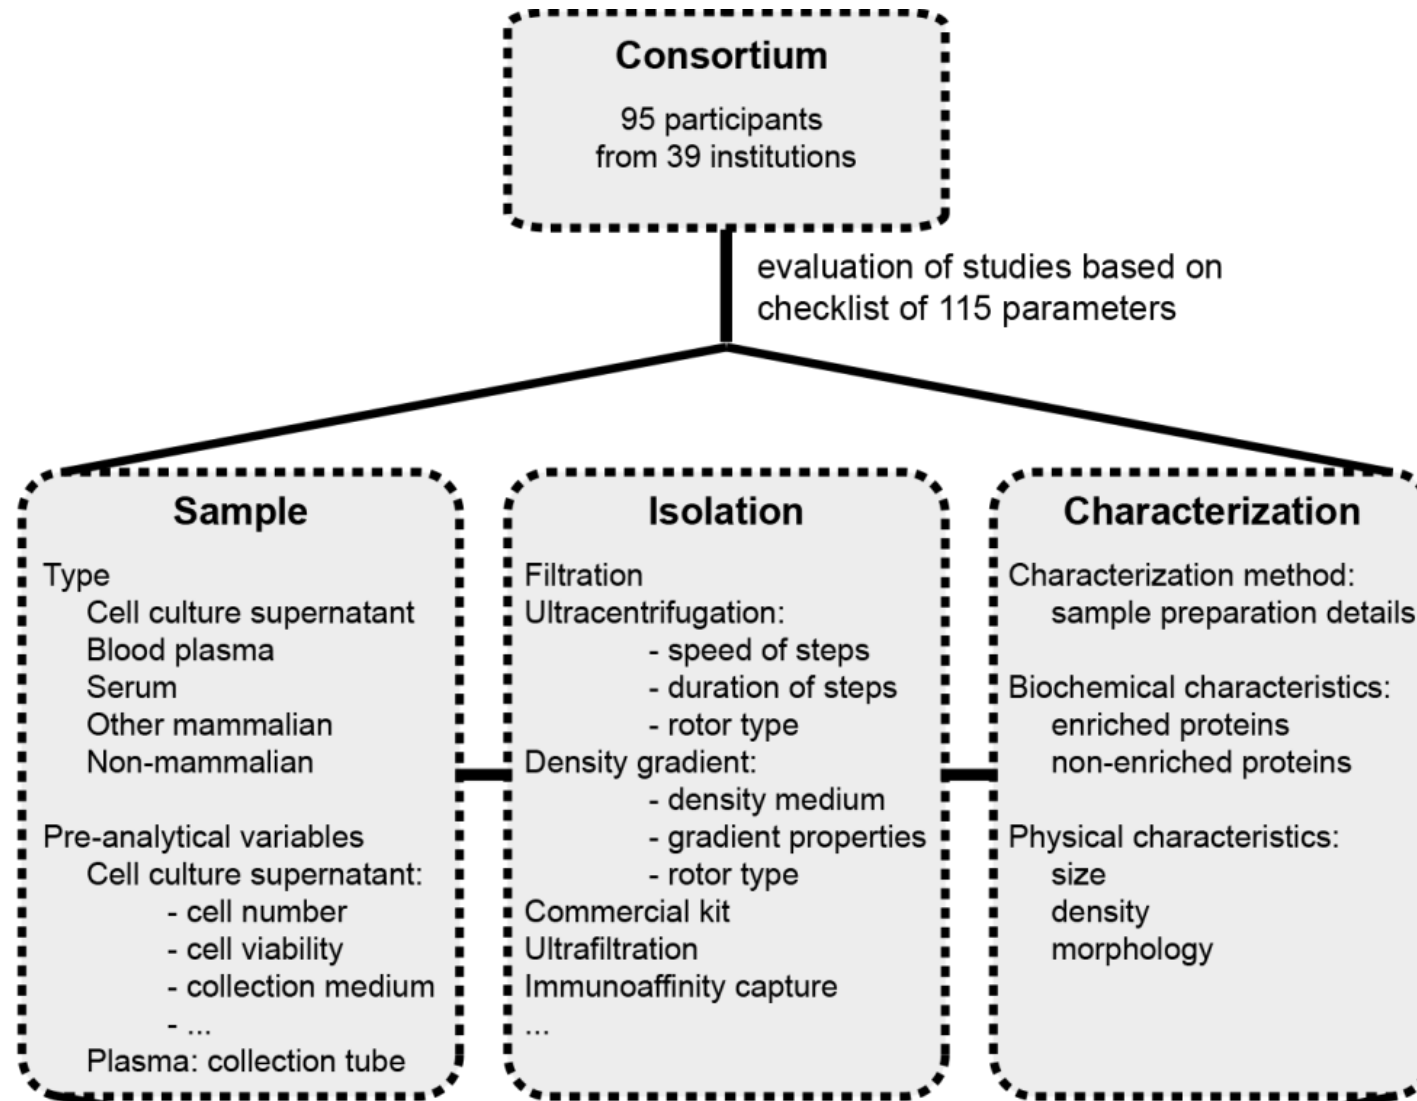 Consortium
95 participants
from 39 institutions
evaluation of studies based on
checklist of 115 parameters
Sample
Type
Cell culture supernatant
Blood plasma
Serum
Other mammalian
Non-mammalian
Pre-analytical variables
Cell culture supernatant:
- cell number
- cell viability
- collection medium
- ...
Plasma: collection tube
Isolation
Filtration
Ultracentrifugation:
- speed of steps
- duration of steps
- rotor type
Density gradient:
- density medium
- gradient properties
- rotor type
Commercial kit
Ultrafiltration
Immunoaffinity capture
...
Characterization
Characterization method:
sample preparation details
Biochemical characteristics:
enriched proteins
non-enriched proteins
Physical characteristics:
size
density
morphology